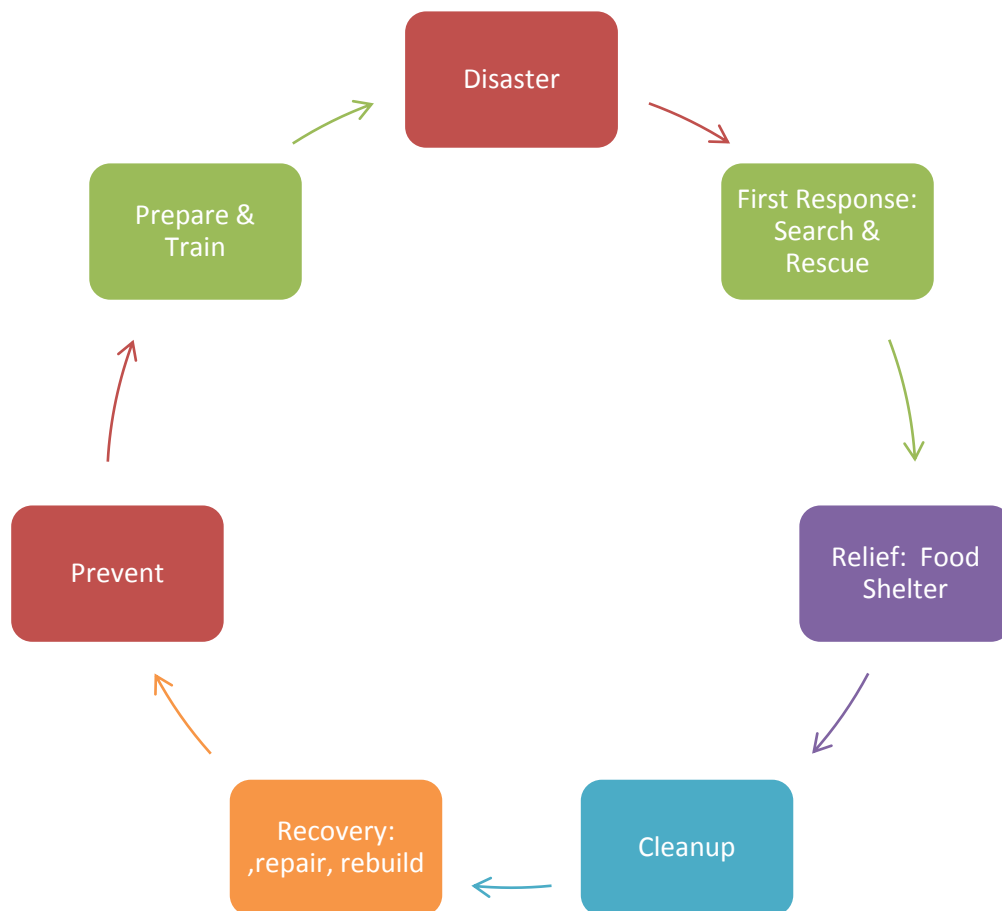 Disaster
First Response:
Search &
Rescue
Relief:  Food
Shelter
Cleanup
Recovery:
,repair, rebuild
Prevent
Prepare &
Train